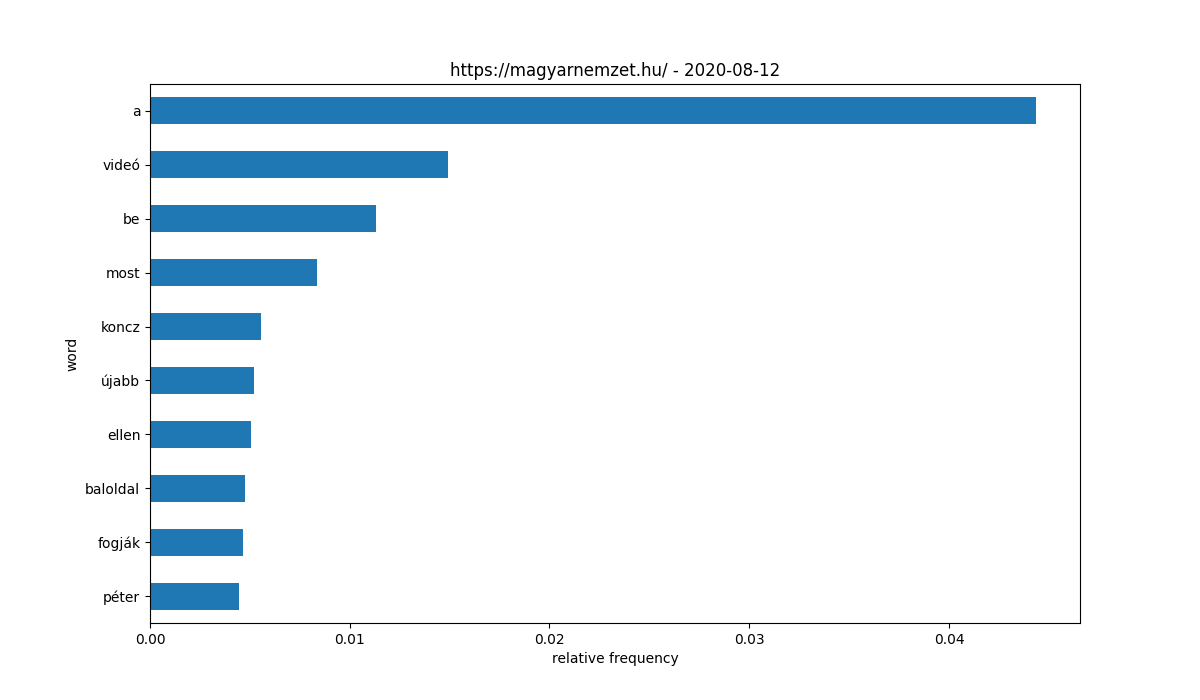 https://magyarnemzet.hu/ - 2020-08-12
a
videó
be
most
koncz
újabb
ellen
baloldal
fogják
péter
word
0.00 0.01 0.02 0.03 0.04
relative frequency